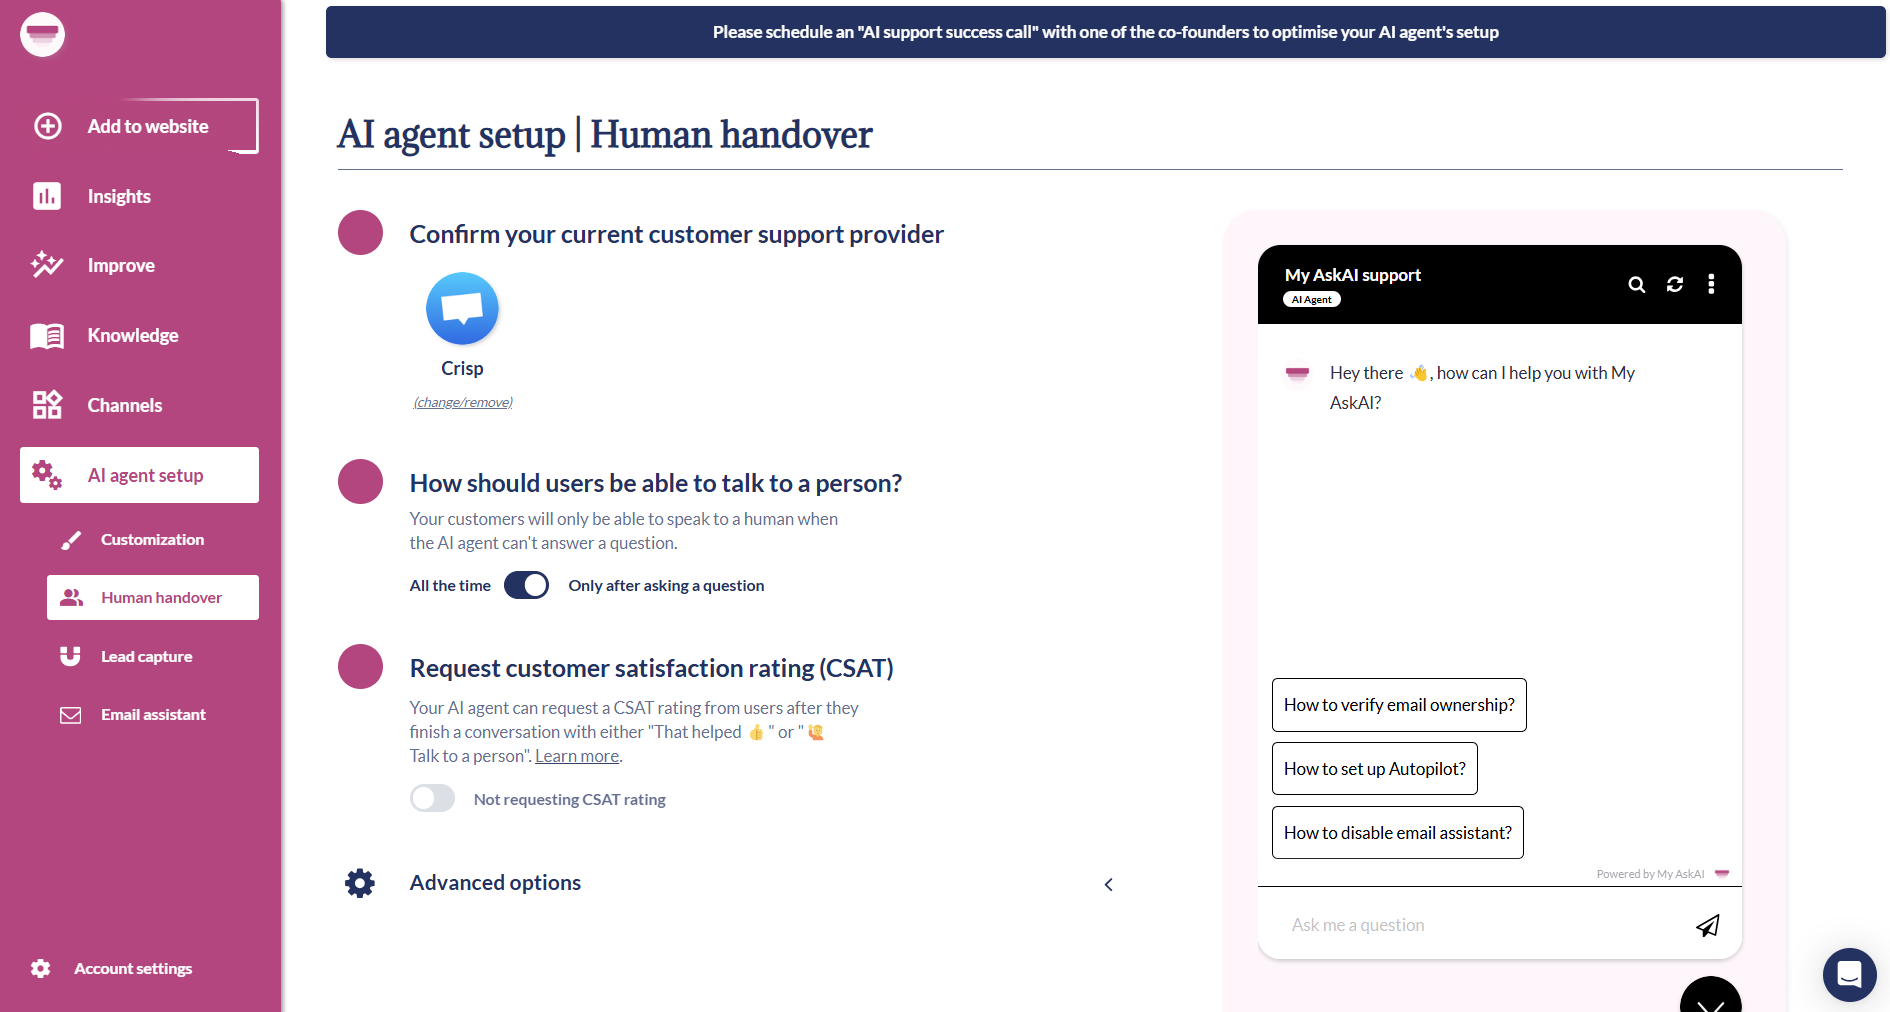 Please schedule an "AI support success call" with one of the co-founders to optimise your AI agent's setup
Add to website
Insights
Improve
Knowledge
Channels
AI agent setup
Customization
Human handover
Lead capture
Email assistant
Account settings
AI agent setup | Human handover
Confirm your current customer support provider
Crisp
(change/remove)
How should users be able to talk to a person?
Your customers will only be able to speak to a human when
the AI agent can't answer a question.
All the time
Only after asking a question
Request customer satisfaction rating (CSAT)
Your AI agent can request a CSAT rating from users after they
finish a conversation with either "That helped 👍" or "🙋
Talk to a person". Learn more.
Not requesting CSAT rating
Advanced options
My AskAI support
AI Agent
Hey there 👋, how can I help you with My
AskAI?
How to verify email ownership?
How to set up Autopilot?
How to disable email assistant?
Powered by My AskAI
Ask me a question